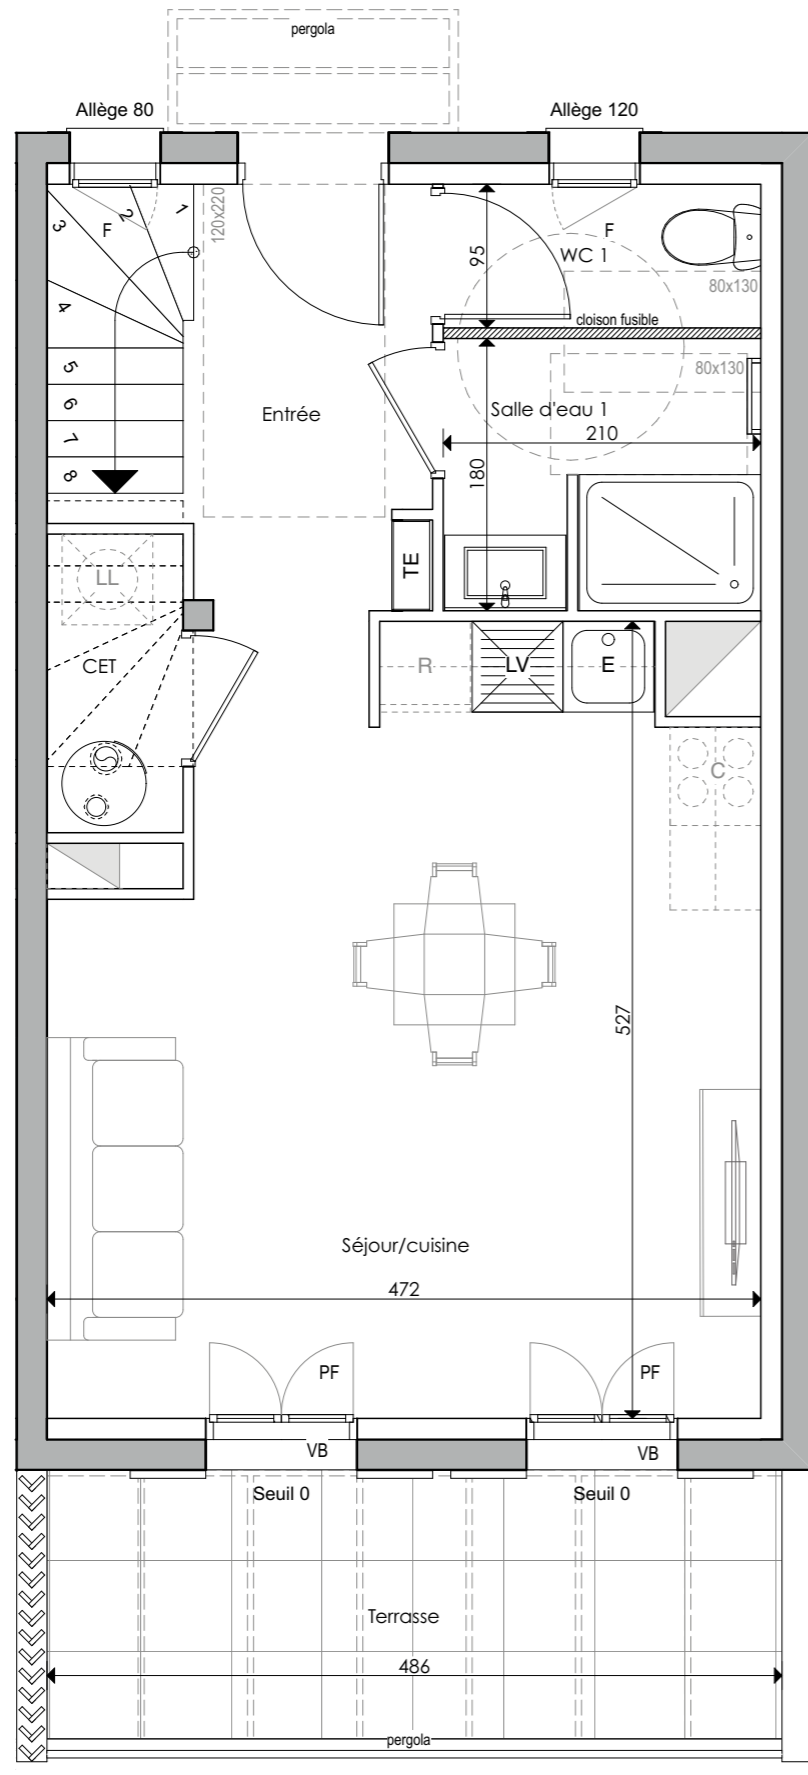 pergola
Allège 80
Allège 120
1
2
3
4
5
6
7
8
F
120x220
95
F
WC 1
80x130
cloison fusible
80x130
Entrée
Salle d'eau 1
210
180
TE
LL
CET
R
LV
E
C
527
Séjour/cuisine
472
PF
PF
VB
VB
Seuil 0
Seuil 0
Terrasse
486
pergola